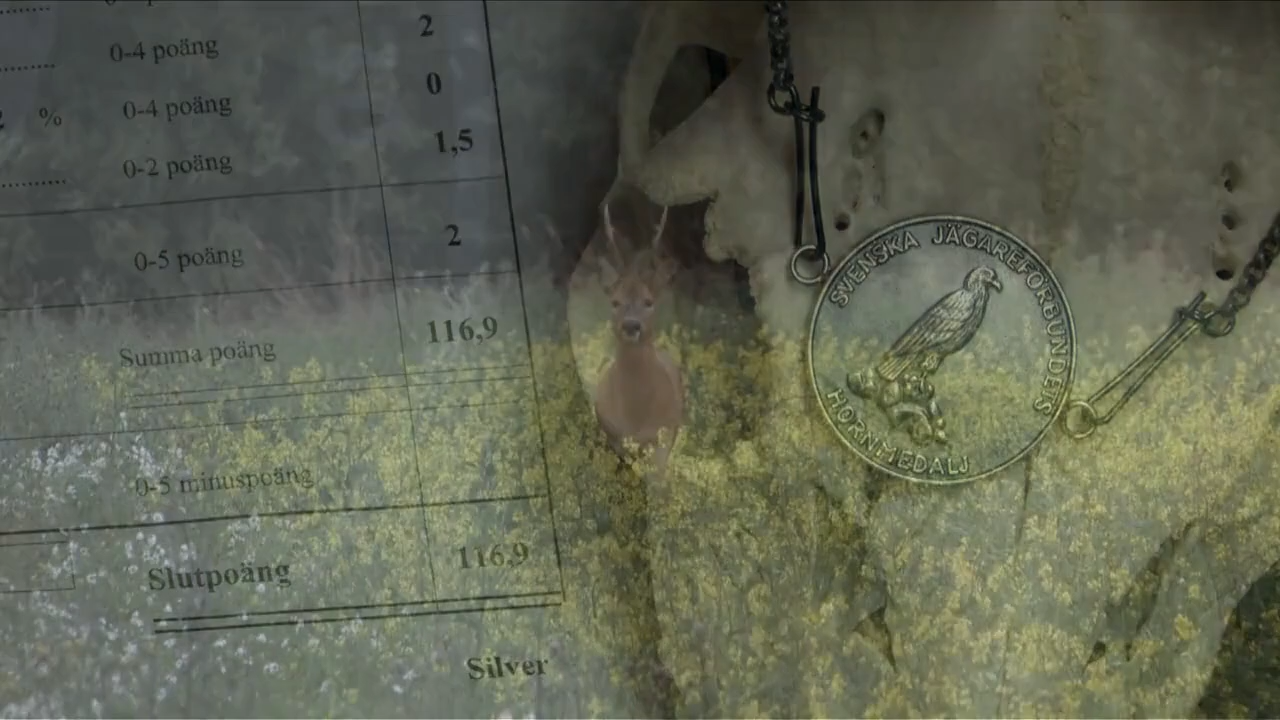 2
0-4 poäng
0
% 0-4 poäng
1,5
0-2 poäng
2
0-5 poäng
116,9
Summa poäng
0-5 minuspoäng
116,9
Slutpoäng
Silver
SVENSKA JÄGAREFÖRBUNDETS
HORNMEDALJ